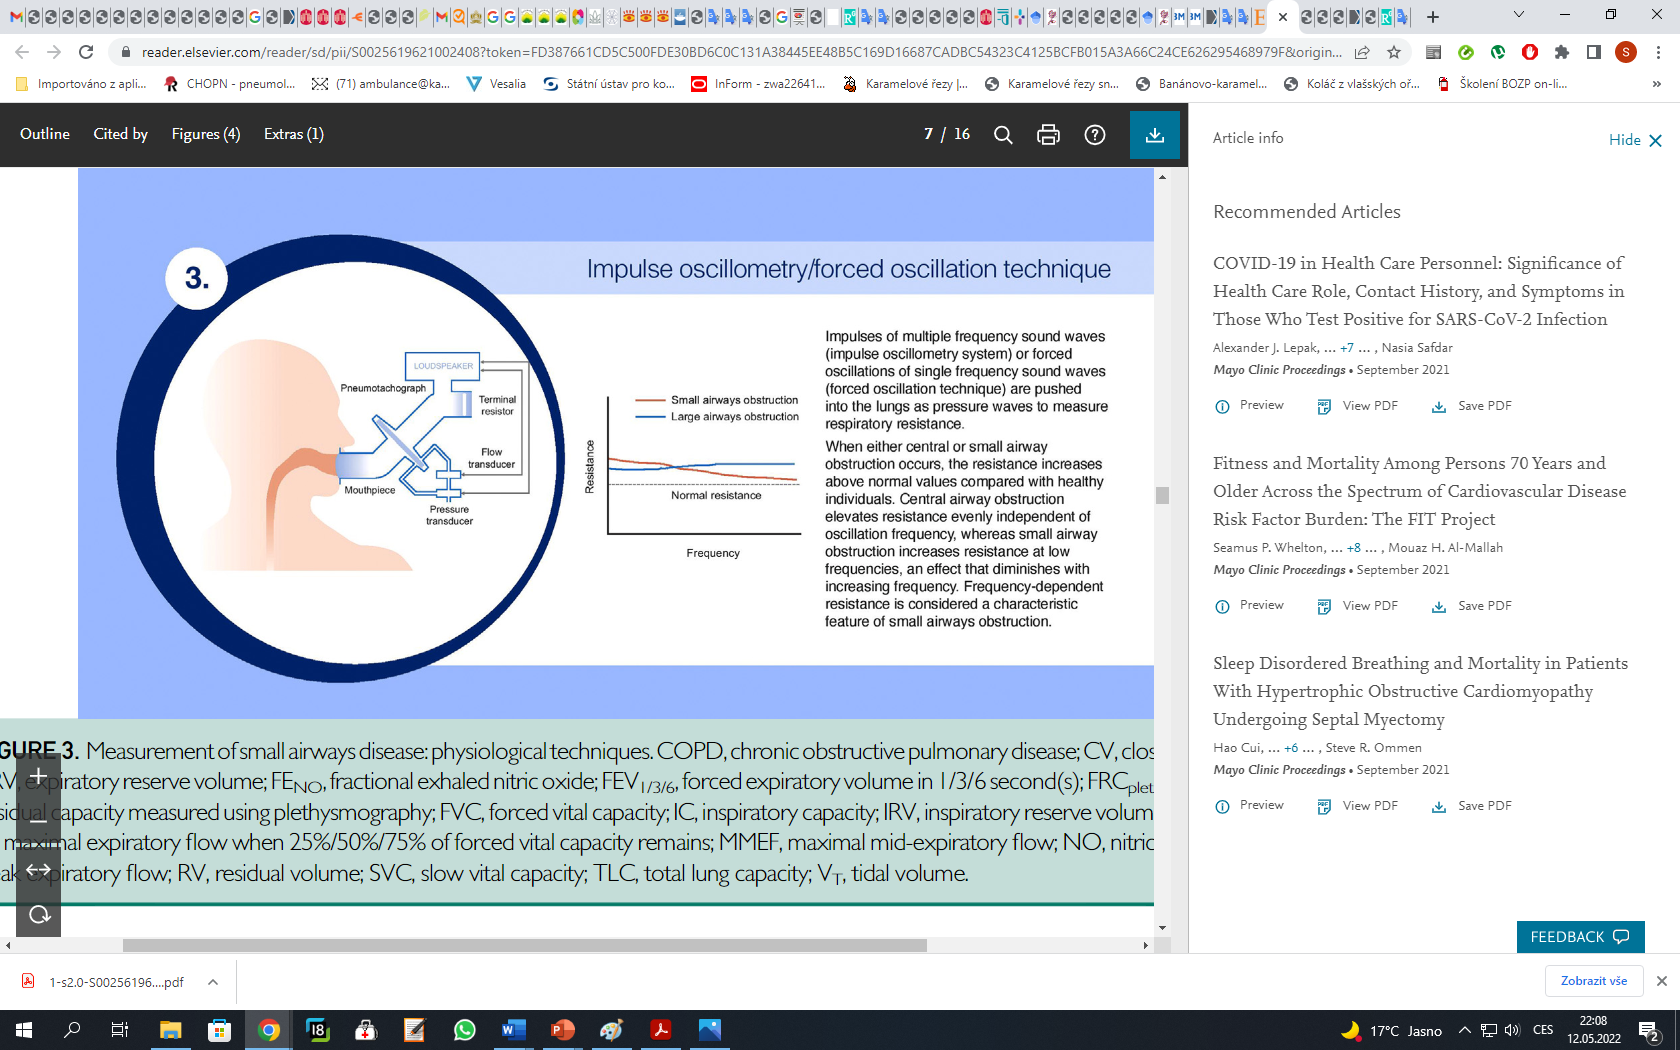 reader.elsevier.com/reader/sd/pii/S0025619621002408?token=FD387661CD5C500FDE30BD6C0C131A38445EE48B5C169D16687CADBC54323C4125BCFB015A3A66C24CE626295468979F&origin...
Importováno z apli... CHOPN - pneumol... (71) ambulance@ka... Vesalia Státní ústav pro ko... InForm - zwa22641... Karamelové řezy |... Karamelové řezy sn... Banánovo-karamel... Koláč z vlašských oř... Školení BOZP on-li... »
Outline Cited by Figures (4) Extras (1) 7 / 16
3.
Impulse oscillometry/forced oscillation technique
LOUDSPEAKER
Pneumotachograph
Terminal
resistor
Flow
transducer
Mouthpiece
Pressure
transducer
Small airways obstruction
Large airways obstruction
Resistance
Normal resistance
Frequency
Impulses of multiple frequency sound waves
(impulse oscillometry system) or forced
oscillations of single frequency sound waves
(forced oscillation technique) are pushed
into the lungs as pressure waves to measure
respiratory resistance.
When either central or small airway
obstruction occurs, the resistance increases
above normal values compared with healthy
individuals. Central airway obstruction
elevates resistance evenly independent of
oscillation frequency, whereas small airway
obstruction increases resistance at low
frequencies, an effect that diminishes with
increasing frequency. Frequency-dependent
resistance is considered a characteristic
feature of small airways obstruction.
GURE 3. Measurement of small airways disease: physiological techniques. COPD, chronic obstructive pulmonary disease; CV, clos
RV, expiratory reserve volume; FENO, fractional exhaled nitric oxide; FEV1/3/6, forced expiratory volume in 1/3/6 second(s); FRCplet
sidual capacity measured using plethysmography; FVC, forced vital capacity; IC, inspiratory capacity; IRV, inspiratory reserve volum
maximal expiratory flow when 25%/50%/75% of forced vital capacity remains; MMEF, maximal mid-expiratory flow; NO, nitric
eak expiratory flow; RV, residual volume; SVC, slow vital capacity; TLC, total lung capacity; VT, tidal volume.
Article info
Hide
Recommended Articles
COVID-19 in Health Care Personnel: Significance of
Health Care Role, Contact History, and Symptoms in
Those Who Test Positive for SARS-CoV-2 Infection
Alexander J. Lepak, ... +7 ... , Nasia Safdar
Mayo Clinic Proceedings • September 2021
Preview View PDF Save PDF
Fitness and Mortality Among Persons 70 Years and
Older Across the Spectrum of Cardiovascular Disease
Risk Factor Burden: The FIT Project
Seamus P. Whelton, ... +8 ... , Mouaz H. Al-Mallah
Mayo Clinic Proceedings • September 2021
Preview View PDF Save PDF
Sleep Disordered Breathing and Mortality in Patients
With Hypertrophic Obstructive Cardiomyopathy
Undergoing Septal Myectomy
Hao Cui, ... +6 ... , Steve R. Ommen
Mayo Clinic Proceedings • September 2021
Preview View PDF Save PDF
FEEDBACK
1-s2.0-S00256196....pdf
Zobrazit vše
17°C Jasno
CES
22:08
12.05.2022
2